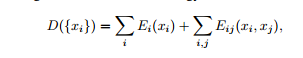 D({x_i}) = \sum_i E_i(x_i) + \sum_{i,j} E_{ij}(x_i, x_j),